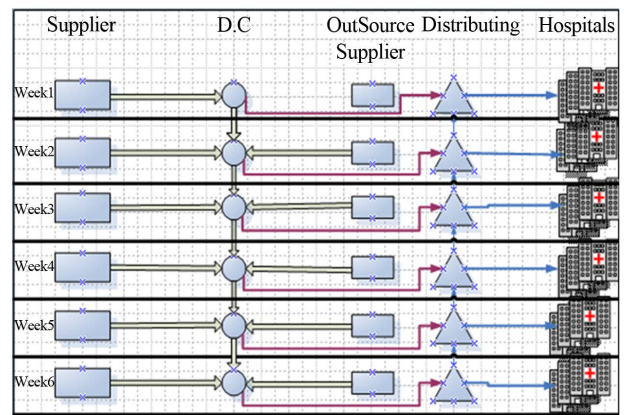 Supplier D.C OutSource Supplier Distributing Hospitals
Week1
Week2
Week3
Week4
Week5
Week6